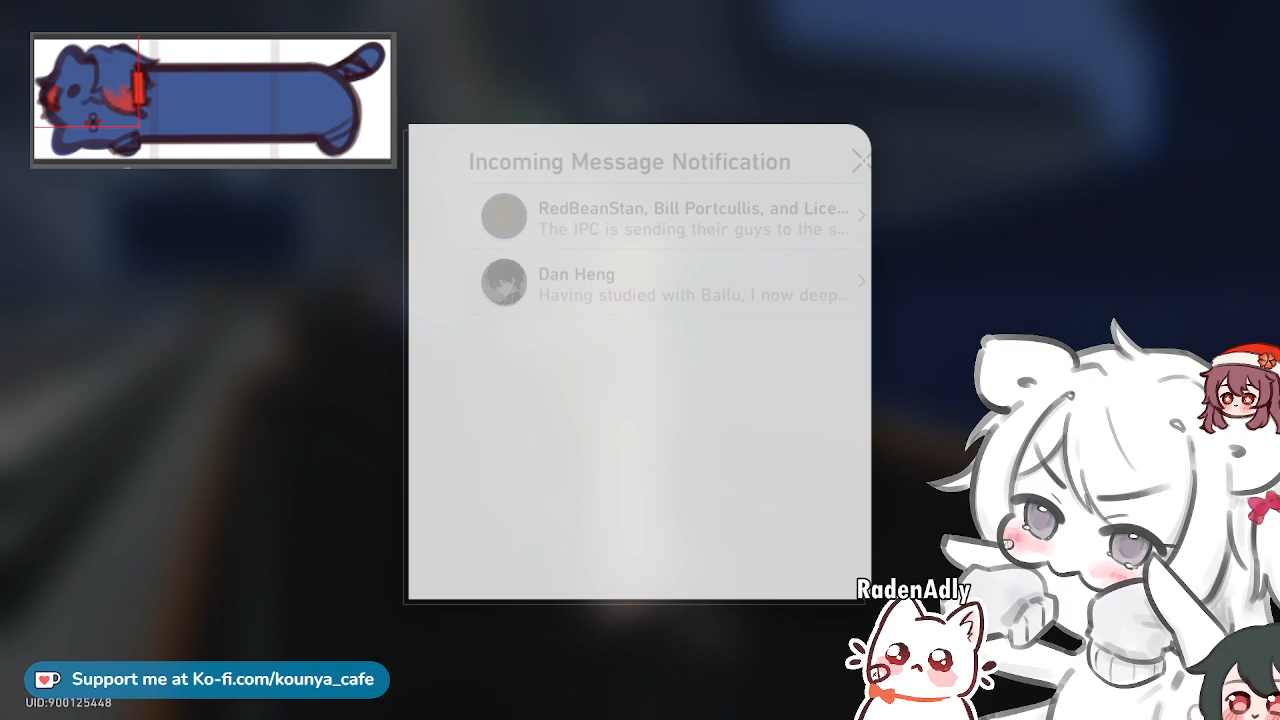 Incoming Message Notification
RedBeanStan, Bill Portcullis, and Lice...
The IPC is sending their guys to the s...
Dan Heng
Having studied with Bailu, I now deep...
RadenAdly
Support me at Ko-fi.com/kounya_cafe
UID:900125448